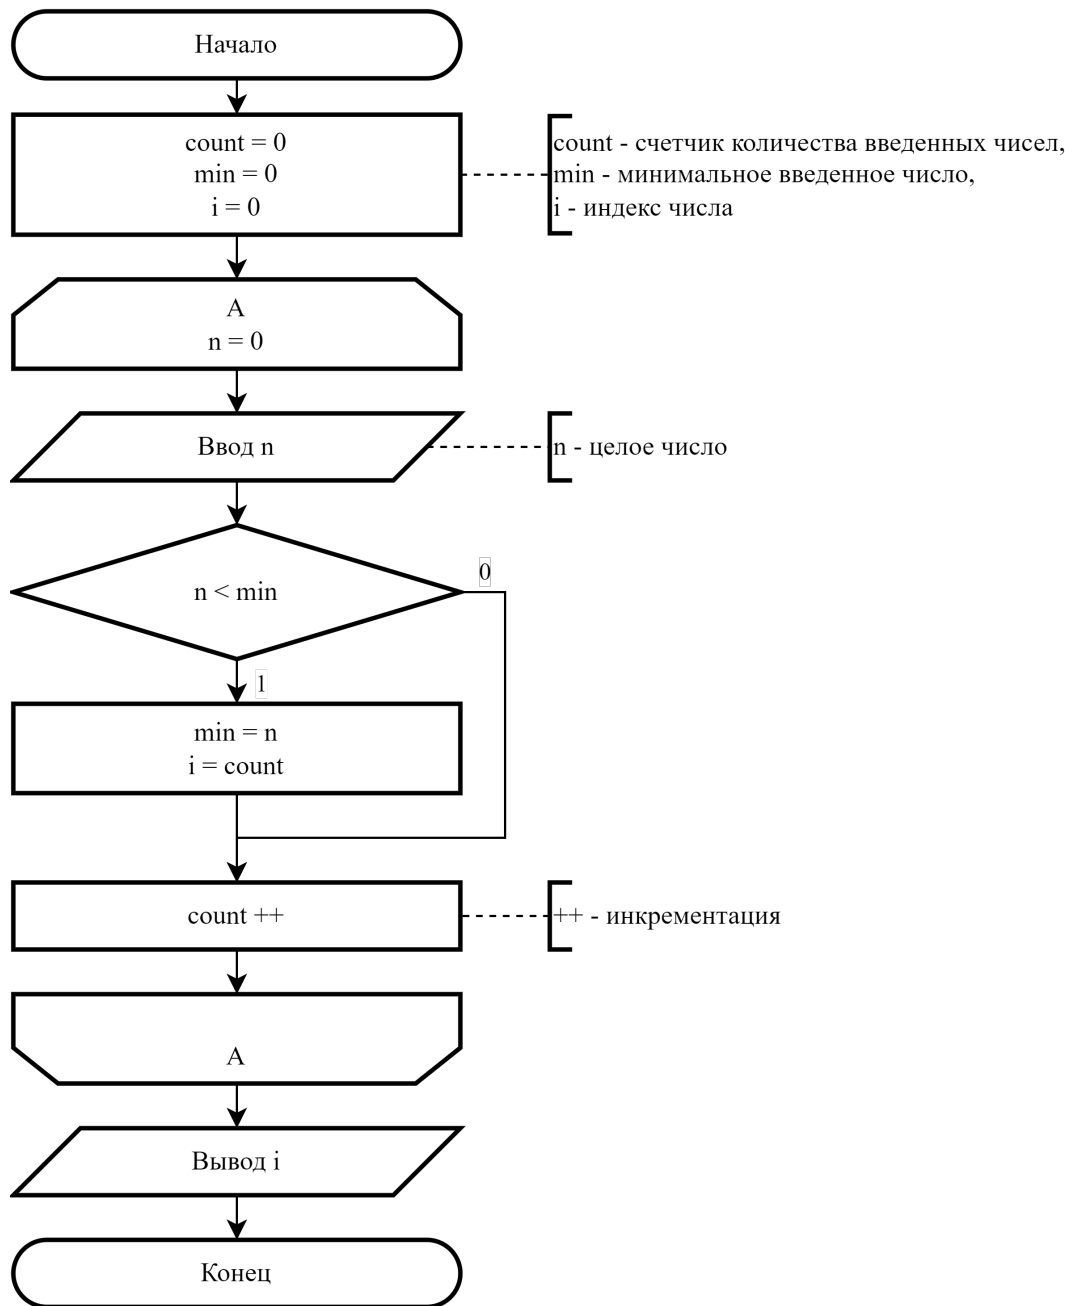 Начало
count = 0
min = 0
i = 0
count - счетчик количества введенных чисел,
min - минимальное введенное число,
i - индекс числа
A
n = 0
Ввод n
n - целое число
n < min
0
1
min = n
i = count
count ++
++ - инкрементация
A
Вывод i
Конец